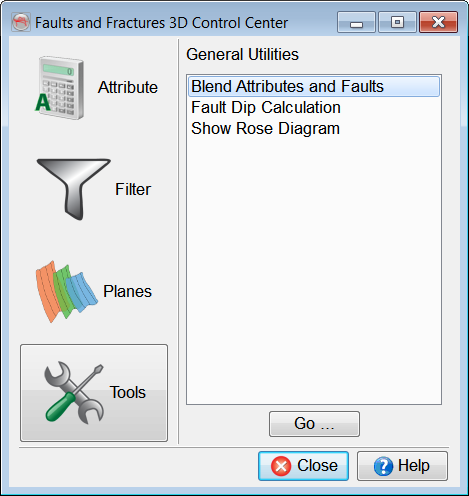 Faults and Fractures 3D Control Center
Attribute
A
Filter
Planes
Tools
General Utilities
Blend Attributes and Faults
Fault Dip Calculation
Show Rose Diagram
Go ...
Close
Help